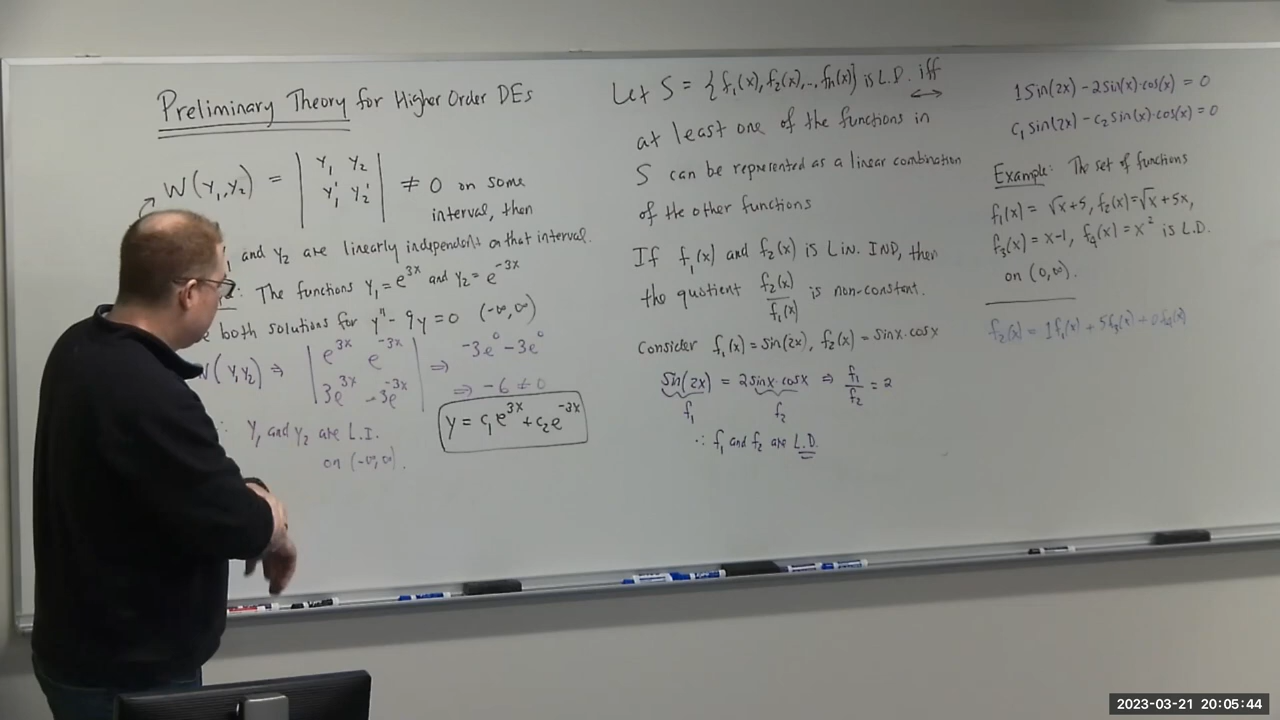 Preliminary Theory for Higher Order DEs
W(y₁,y₂) = | y₁ y₂ | ≠ 0 on some
| y₁' y₂' | interval, then
and y₂ are linearly independent on that interval.
: The functions y₁ = e^{3x} and y₂ = e^{-3x}
both solutions for y'' - 9y = 0 (-∞,∞)
W(y₁,y₂) ⇒ | e^{3x} e^{-3x} | ⇒ -3e⁰ - 3e⁰
| 3e^{3x} -3e^{-3x} | ⇒ -6 ≠ 0
y₁ and y₂ are L.I.
on (-∞,∞).
y = c₁e^{3x} + c₂e^{-3x}
Let S = {f₁(x), f₂(x),.., fn(x)} is L.D. iff
↔
at least one of the functions in
S can be represented as a linear combination
of the other functions
If f₁(x) and f₂(x) is Lin. IND, then
the quotient f₂(x)/f₁(x) is non-constant.
Consider f₁(x) = sin(2x), f₂(x) = sinx·cosx
sin(2x) = 2sinx·cosx ⇒ f₁/f₂ = 2
f₁ f₂
∴ f₁ and f₂ are L.D.
1sin(2x) - 2sin(x)·cos(x) = 0
c₁sin(2x) - c₂sin(x)·cos(x) = 0
Example: The set of functions
f₁(x) = √x+5, f₂(x) = √x+5x,
f₃(x) = x-1, f₄(x) = x² is L.D.
on (0,∞).
f₂(x) = 1f₁(x) + 5f₃(x) + 0f₄(x)
2023-03-21 20:05:44